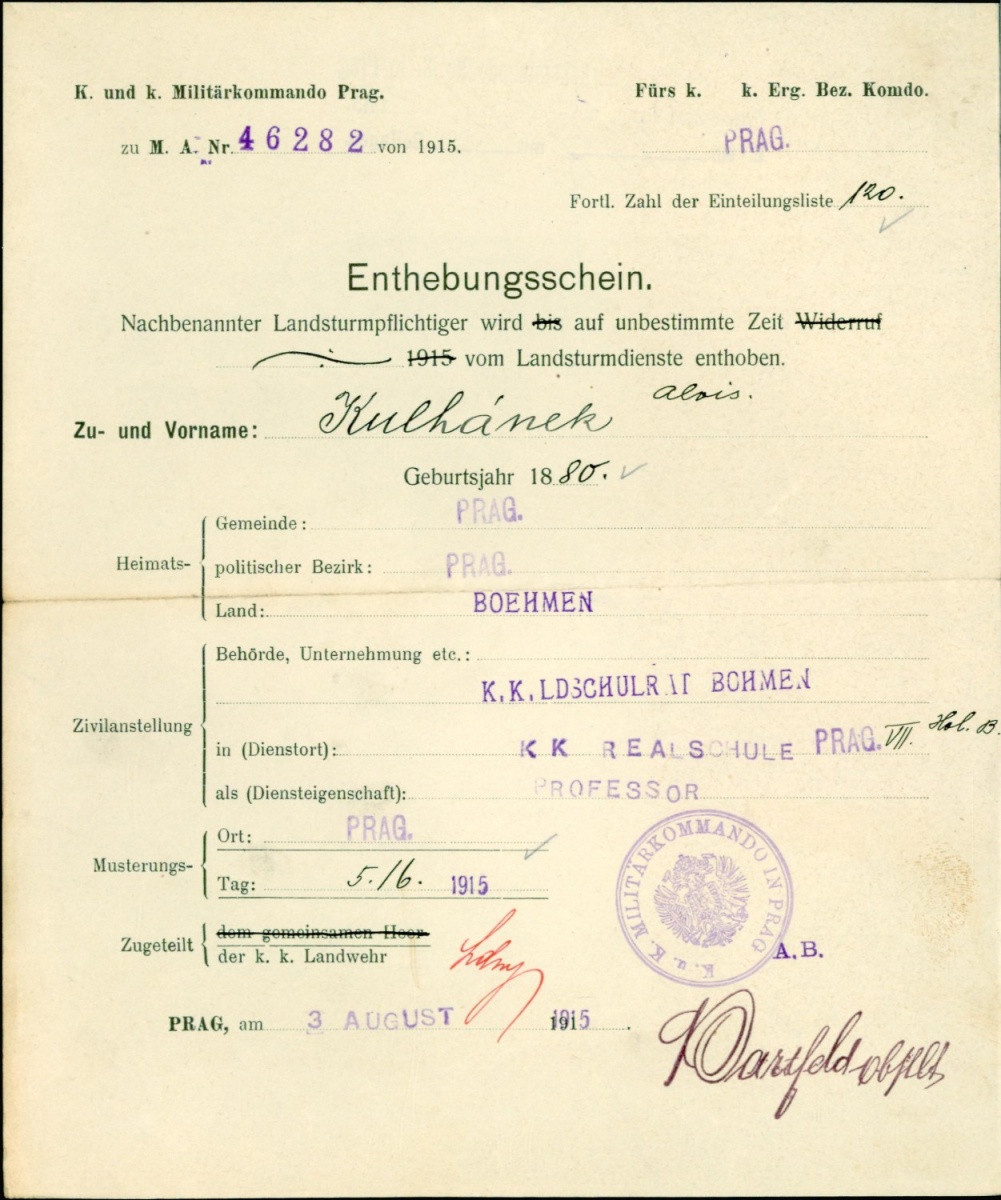 K. und k. Militärkommando Prag.
Fürs k. k. Erg. Bez. Komdo.
zu M. A. Nr. 46282 von 1915.
PRAG.
Fortl. Zahl der Einteilungsliste 120.
Enthebungsschein.
Nachbenannter Landsturmpflichtiger wird bis auf unbestimmte Zeit Widerruf
1915 vom Landsturmdienste enthoben.
Zu- und Vorname: Kulhánek Alois.
Geburtsjahr 1880.
Heimats-
Gemeinde: PRAG.
politischer Bezirk: PRAG.
Land: BOEHMEN
Zivilanstellung
Behörde, Unternehmung etc.:
K.K. LDSCHULRAT BOHMEN
in (Dienstort): K K REALSCHULE PRAG. VII. Hol. B.
als (Diensteigenschaft): PROFESSOR
Musterungs-
Ort: PRAG.
Tag: 5./6. 1915
K. u. K. MILITÄRKOMMANDO IN PRAG
Zugeteilt
dem gemeinsamen Heer
der k. k. Landwehr
A.B.
PRAG, am 3 AUGUST 1915.